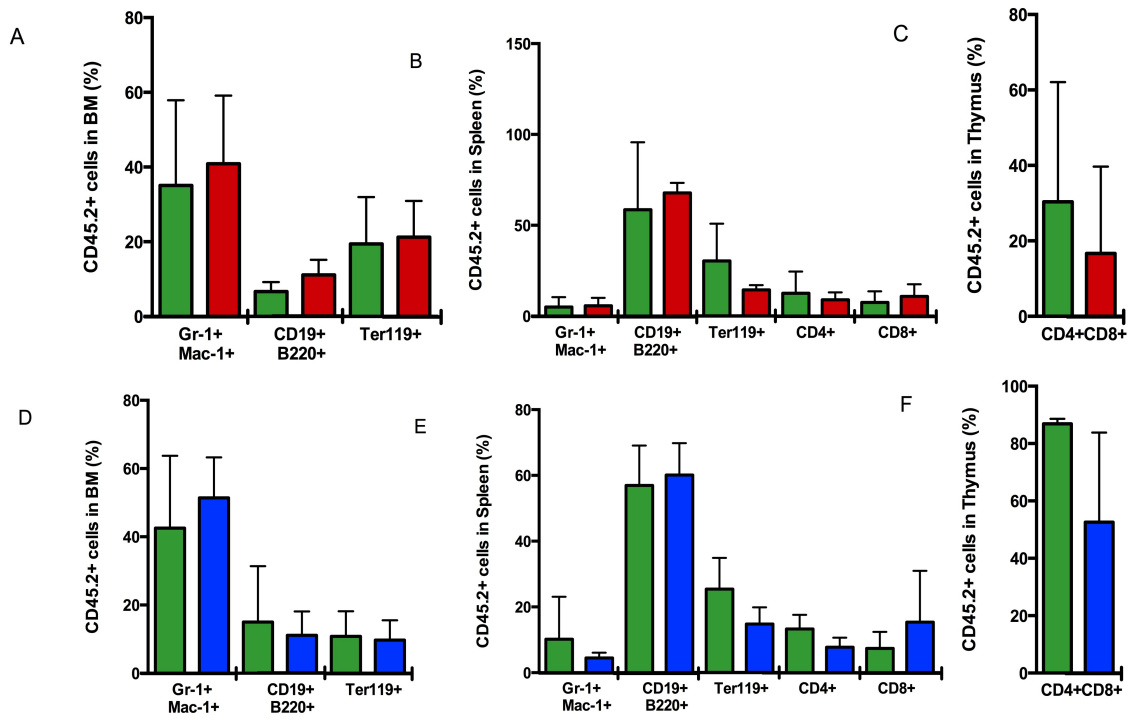 A
CD45.2+ cells in BM (%)
80
60
40
20
0
Gr-1+
Mac-1+
CD19+
B220+
Ter119+
B
CD45.2+ cells in Spleen (%)
150
100
50
0
Gr-1+
Mac-1+
CD19+
B220+
Ter119+
CD4+
CD8+
C
CD45.2+ cells in Thymus (%)
80
60
40
20
0
CD4+CD8+
D
CD45.2+ cells in BM (%)
80
60
40
20
0
Gr-1+
Mac-1+
CD19+
B220+
Ter119+
E
CD45.2+ cells in Spleen (%)
80
60
40
20
0
Gr-1+
Mac-1+
CD19+
B220+
Ter119+
CD4+
CD8+
F
CD45.2+ cells in Thymus (%)
100
80
60
40
20
0
CD4+CD8+